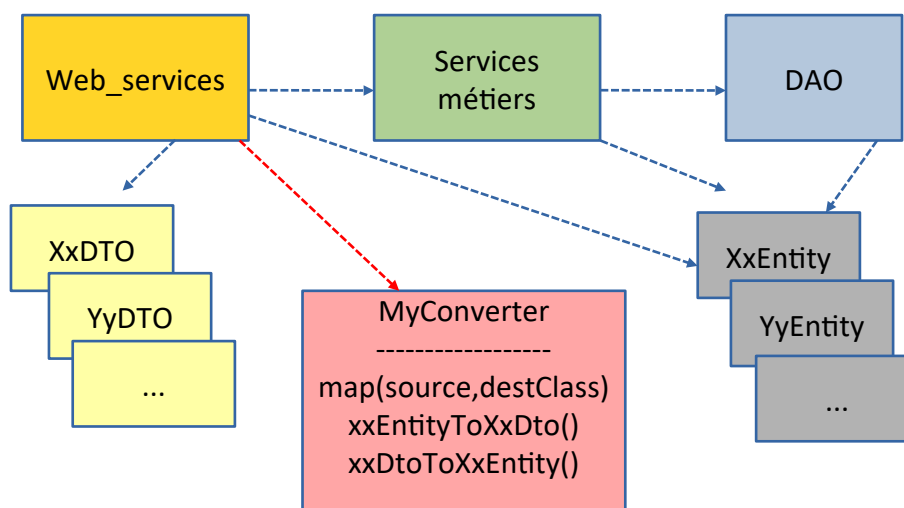 Web_services
Services
métiers
DAO
XxDTO
YyDTO
...
MyConverter
------------------
map(source,destClass)
xxEntityToXxDto()
xxDtoToXxEntity()
XxEntity
YyEntity
...